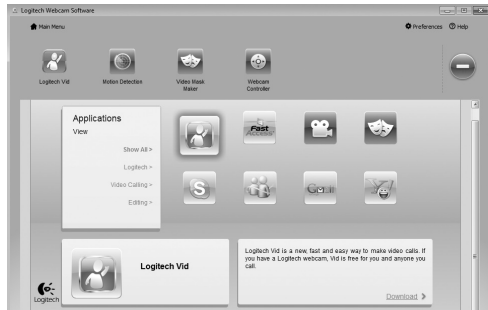 Logitech Webcam Software
Main Menu
Preferences
Help
Logitech Vid
Motion Detection
Video Mask
Maker
Webcam
Controller
Applications
View
Show All >
Logitech >
Video Calling >
Editing >
Fast
Access
Logitech Vid
Logitech Vid is a new, fast and easy way to make video calls. If
you have a Logitech webcam, Vid is free for you and anyone you
call.
Download >
Logitech